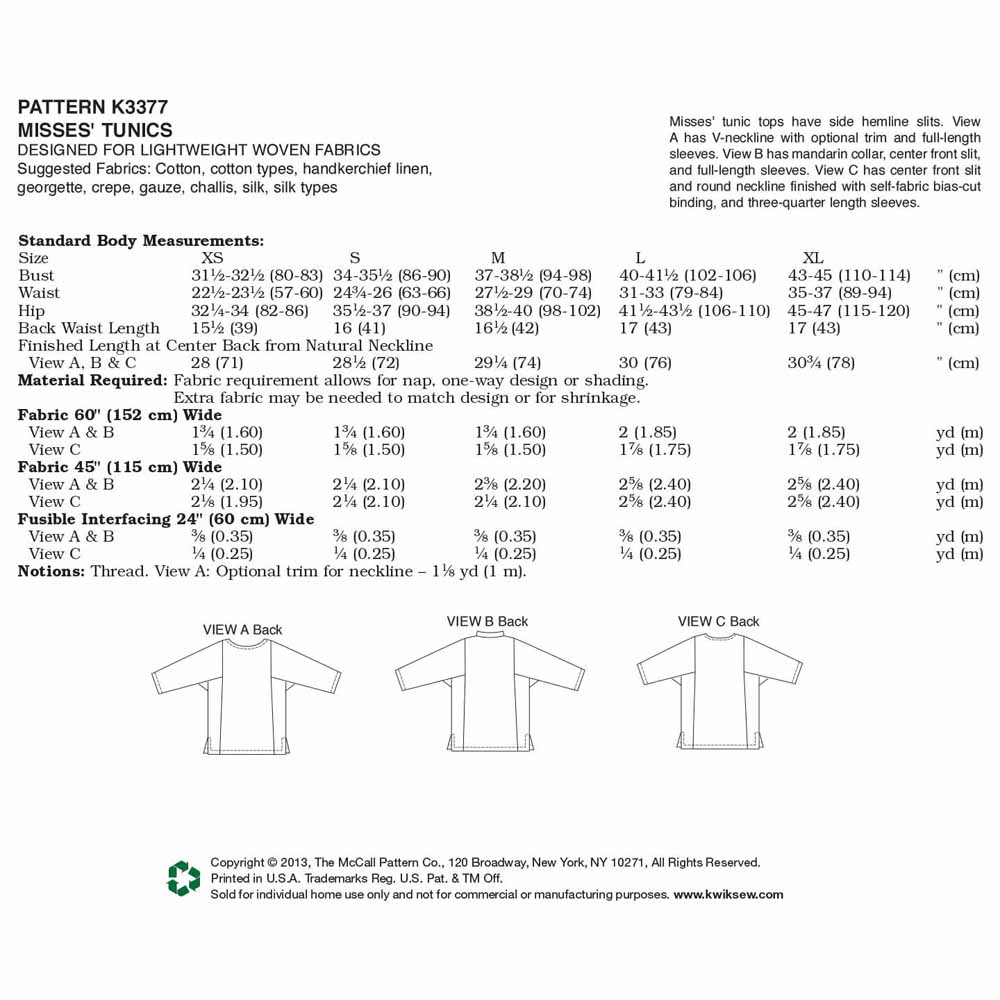 PATTERN K3377
MISSES' TUNICS
DESIGNED FOR LIGHTWEIGHT WOVEN FABRICS
Suggested Fabrics: Cotton, cotton types, handkerchief linen,
georgette, crepe, gauze, challis, silk, silk types
Misses' tunic tops have side hemline slits. View
A has V-neckline with optional trim and full-length
sleeves. View B has mandarin collar, center front slit,
and full-length sleeves. View C has center front slit
and round neckline finished with self-fabric bias-cut
binding, and three-quarter length sleeves.
Standard Body Measurements:
Size XS S M L XL
Bust 31½-32½ (80-83) 34-35½ (86-90) 37-38½ (94-98) 40-41½ (102-106) 43-45 (110-114) " (cm)
Waist 22½-23½ (57-60) 24¾-26 (63-66) 27½-29 (70-74) 31-33 (79-84) 35-37 (89-94) " (cm)
Hip 32¼-34 (82-86) 35½-37 (90-94) 38½-40 (98-102) 41½-43½ (106-110) 45-47 (115-120) " (cm)
Back Waist Length 15½ (39) 16 (41) 16½ (42) 17 (43) 17 (43) " (cm)
Finished Length at Center Back from Natural Neckline
View A, B & C 28 (71) 28½ (72) 29¼ (74) 30 (76) 30¾ (78) " (cm)
Material Required: Fabric requirement allows for nap, one-way design or shading.
Extra fabric may be needed to match design or for shrinkage.
Fabric 60" (152 cm) Wide
View A & B 1¾ (1.60) 1¾ (1.60) 1¾ (1.60) 2 (1.85) 2 (1.85) yd (m)
View C 1⅝ (1.50) 1⅝ (1.50) 1⅝ (1.50) 1⅞ (1.75) 1⅞ (1.75) yd (m)
Fabric 45" (115 cm) Wide
View A & B 2¼ (2.10) 2¼ (2.10) 2⅜ (2.20) 2⅝ (2.40) 2⅝ (2.40) yd (m)
View C 2⅛ (1.95) 2¼ (2.10) 2¼ (2.10) 2⅝ (2.40) 2⅝ (2.40) yd (m)
Fusible Interfacing 24" (60 cm) Wide
View A & B ⅜ (0.35) ⅜ (0.35) ⅜ (0.35) ⅜ (0.35) ⅜ (0.35) yd (m)
View C ¼ (0.25) ¼ (0.25) ¼ (0.25) ¼ (0.25) ¼ (0.25) yd (m)
Notions: Thread. View A: Optional trim for neckline – 1⅛ yd (1 m).
VIEW A Back
VIEW B Back
VIEW C Back
Copyright © 2013, The McCall Pattern Co., 120 Broadway, New York, NY 10271, All Rights Reserved.
Printed in U.S.A. Trademarks Reg. U.S. Pat. & TM Off.
Sold for individual home use only and not for commercial or manufacturing purposes. www.kwiksew.com